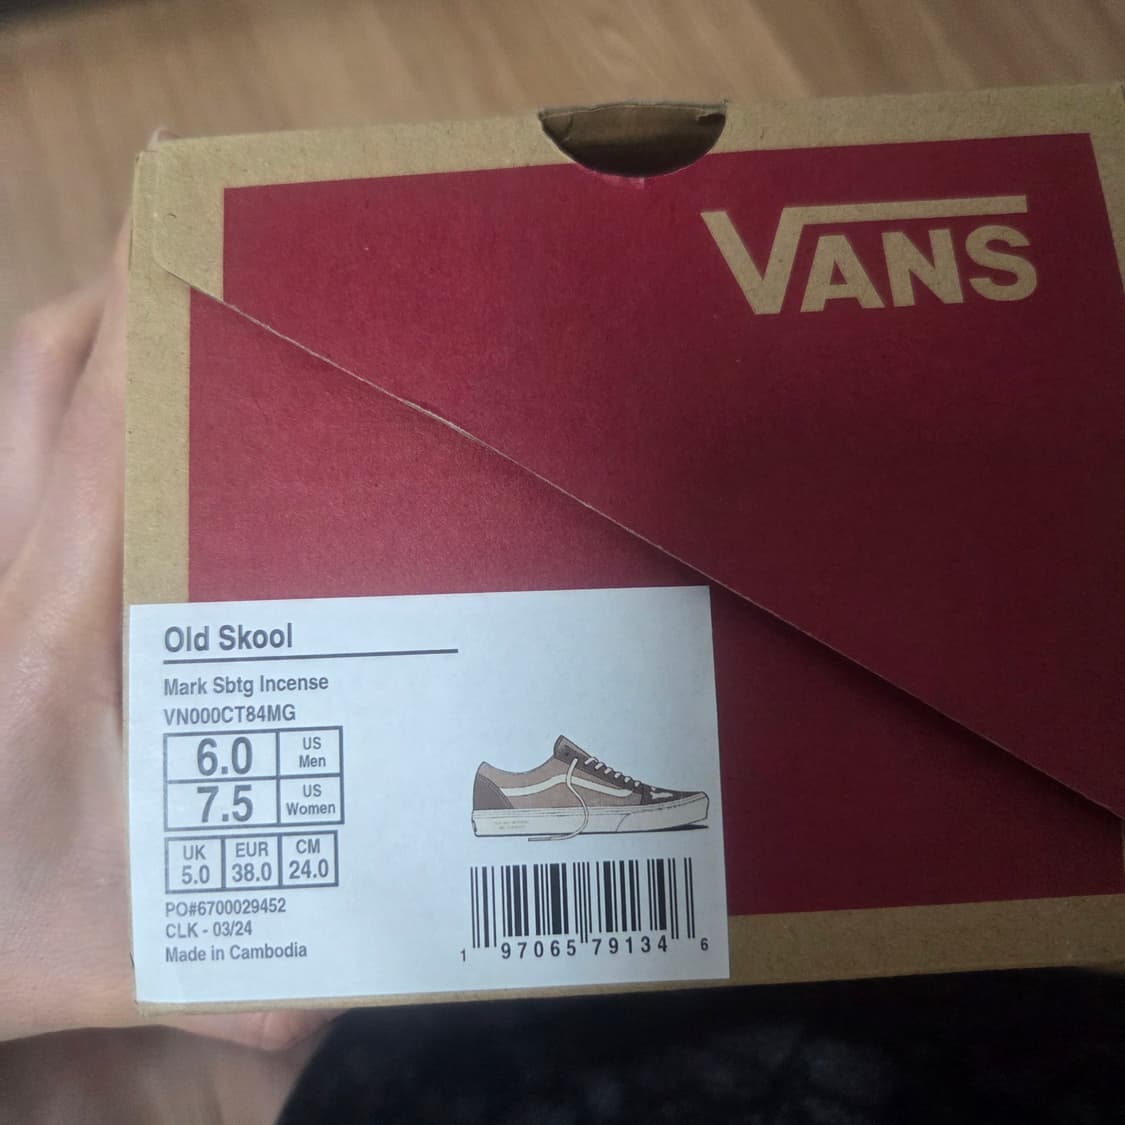 VANS
Old Skool
Mark Sbtg Incense
VN000CT84MG
6.0 US Men
7.5 US Women
UK EUR CM
5.0 38.0 24.0
PO#6700029452
CLK - 03/24
Made in Cambodia
1 97065 79134 6